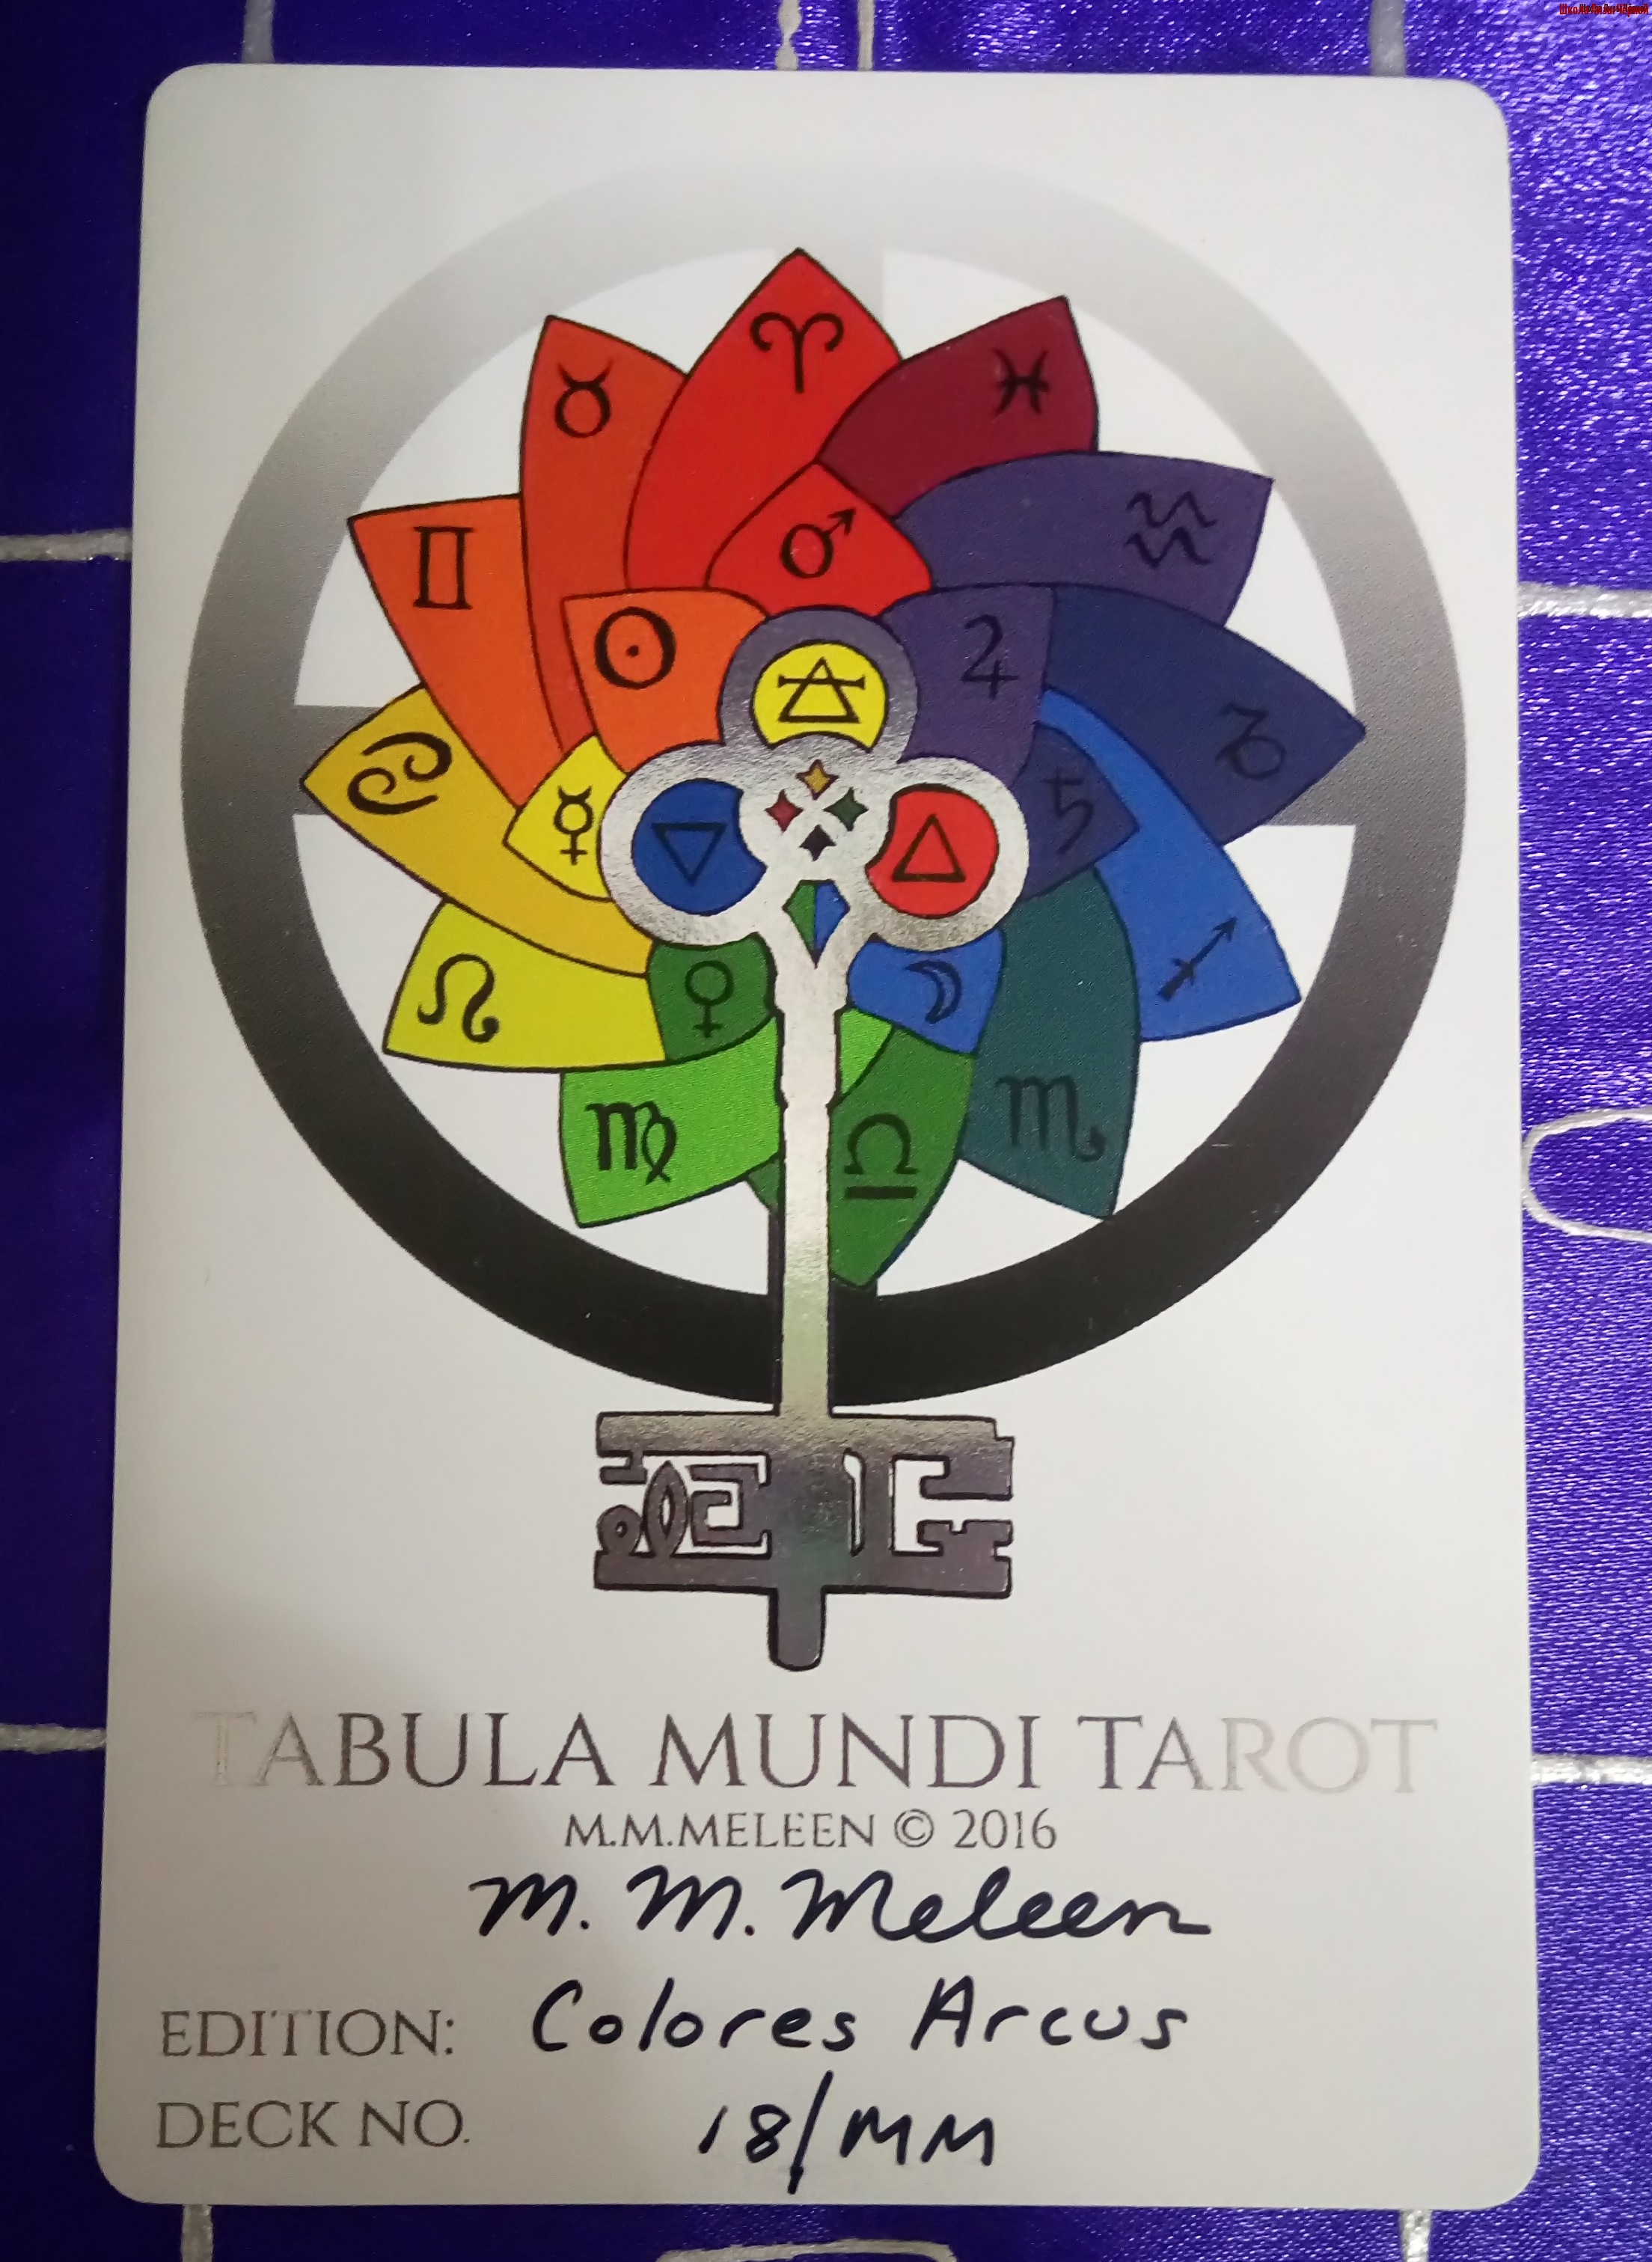 TABULA MUNDI TAROT
M.M.MELEEN © 2016
M. M. Meleen
EDITION: Colores Arcus
DECK NO. 18/MM